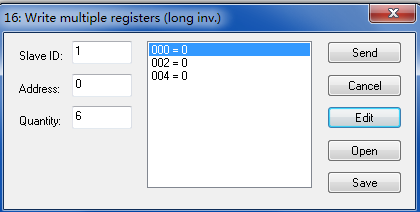 16: Write multiple registers (long inv.)
Slave ID: 1
Address: 0
Quantity: 6
000 = 0
002 = 0
004 = 0
Send
Cancel
Edit
Open
Save